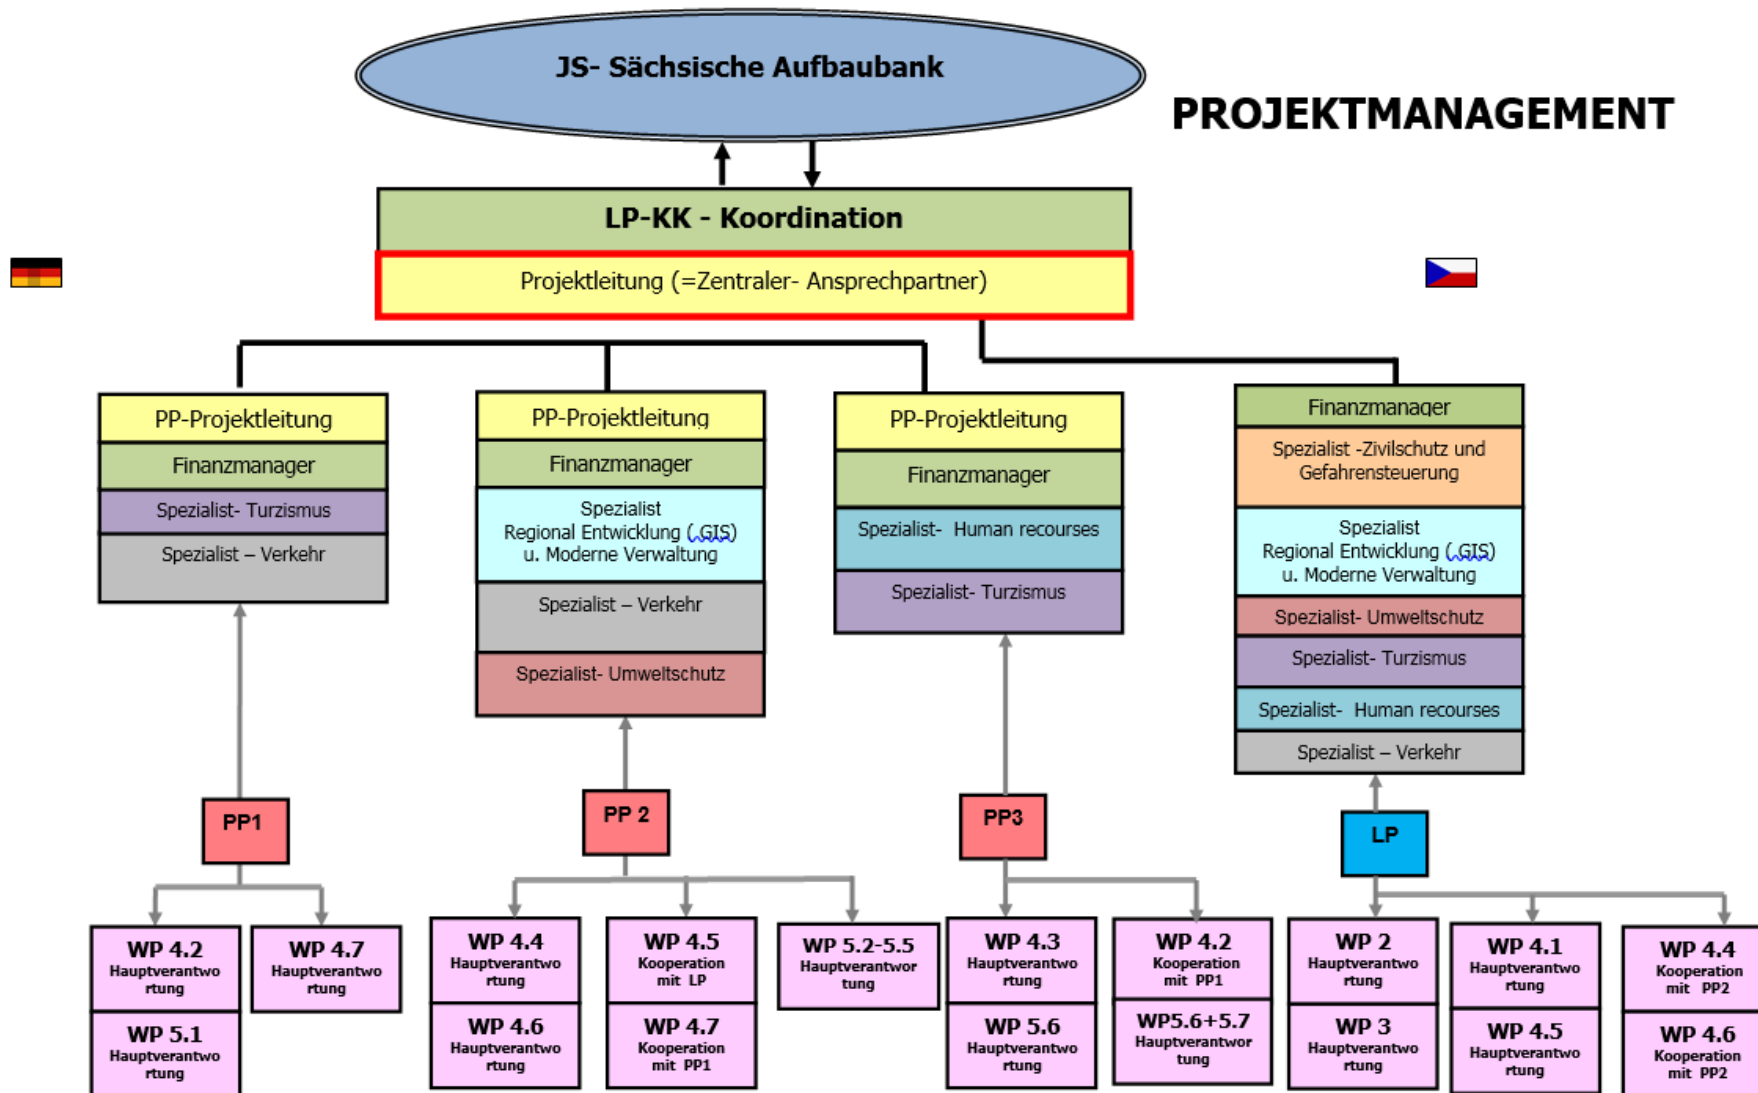 JS- Sächsische Aufbaubank
PROJEKTMANAGEMENT
LP-KK - Koordination
Projektleitung (=Zentraler- Ansprechpartner)
PP-Projektleitung
Finanzmanager
Spezialist- Turzismus
Spezialist – Verkehr
PP-Projektleitung
Finanzmanager
Spezialist
Regional Entwicklung (.GIS)
u. Moderne Verwaltung
Spezialist – Verkehr
Spezialist- Umweltschutz
PP-Projektleitung
Finanzmanager
Spezialist- Human recourses
Spezialist- Turzismus
Finanzmanager
Spezialist -Zivilschutz und
Gefahrensteuerung
Spezialist
Regional Entwicklung (.GIS)
u. Moderne Verwaltung
Spezialist- Umweltschutz
Spezialist- Turzismus
Spezialist- Human recourses
Spezialist – Verkehr
PP1
PP 2
PP3
LP
WP 4.2
Hauptverantwo
rtung
WP 5.1
Hauptverantwo
rtung
WP 4.7
Hauptverantwo
rtung
WP 4.4
Hauptverantwo
rtung
WP 4.6
Hauptverantwo
rtung
WP 4.5
Kooperation
mit LP
WP 4.7
Kooperation
mit PP1
WP 5.2-5.5
Hauptverantwor
tung
WP 4.3
Hauptverantwo
rtung
WP 5.6
Hauptverantwo
rtung
WP 4.2
Kooperation
mit PP1
WP5.6+5.7
Hauptverantwor
tung
WP 2
Hauptverantwo
rtung
WP 3
Hauptverantwo
rtung
WP 4.1
Hauptverantwo
rtung
WP 4.5
Hauptverantwo
rtung
WP 4.4
Kooperation
mit PP2
WP 4.6
Kooperation
mit PP2